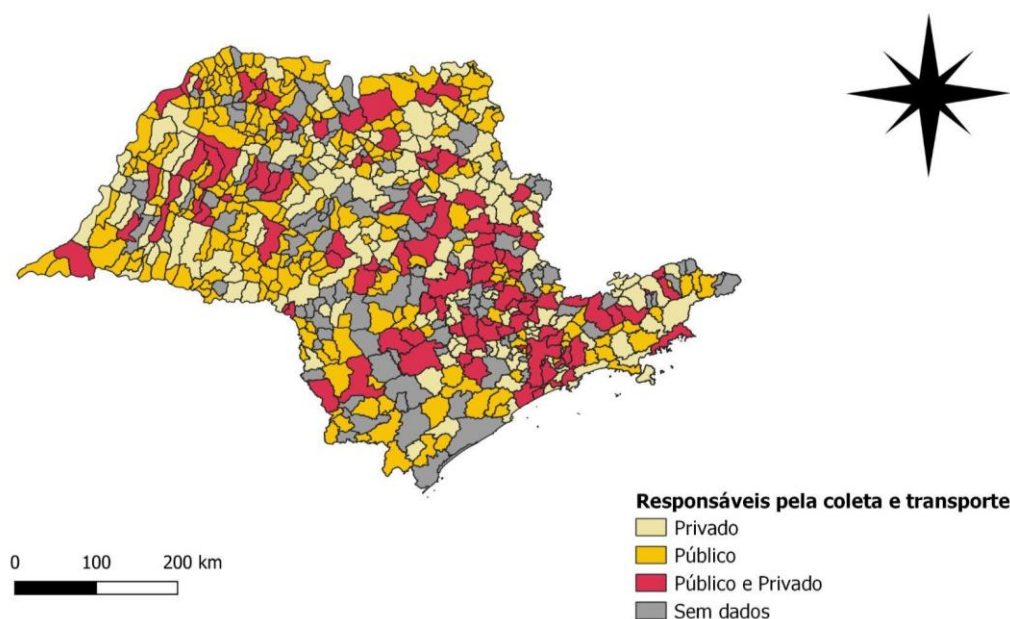 Responsáveis pela coleta e transporte
Privado
Público
Público e Privado
Sem dados
0 100 200 km